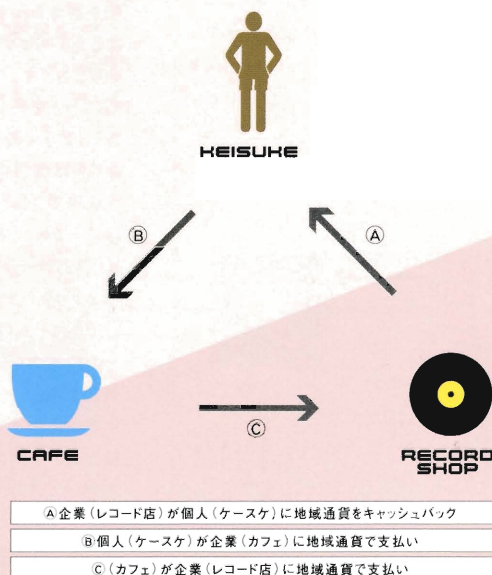 KEISUKE
Ⓑ
Ⓐ
Ⓒ
CAFE
RECORD
SHOP
Ⓐ企業(レコード店)が個人(ケースケ)に地域通貨をキャッシュバック
Ⓑ個人(ケースケ)が企業(カフェ)に地域通貨で支払い
Ⓒ(カフェ)が企業(レコード店)に地域通貨で支払い